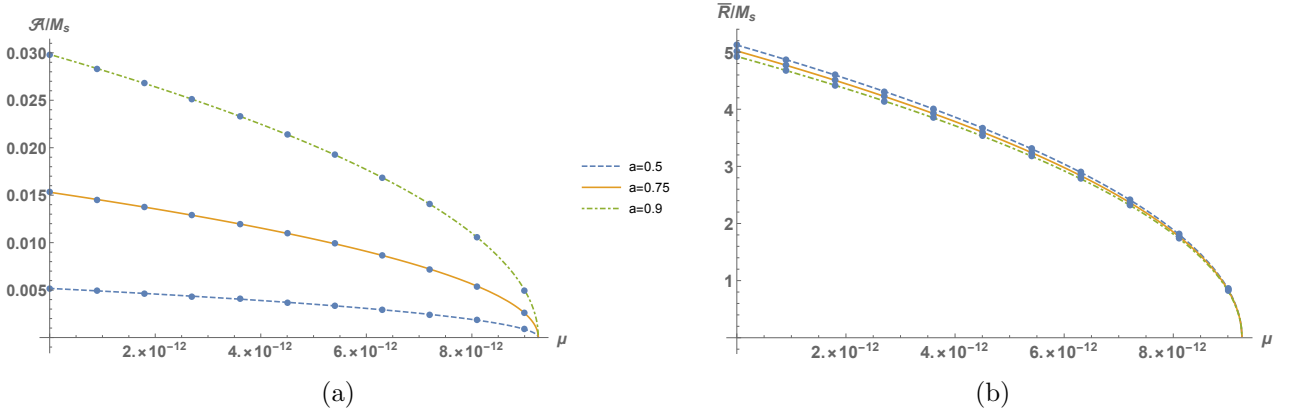 𝒜/Mₛ
0.030
0.025
0.020
0.015
0.010
0.005
2.×10⁻¹² 4.×10⁻¹² 6.×10⁻¹² 8.×10⁻¹² μ
(a)
a=0.5
a=0.75
a=0.9
R̅/Mₛ
5
4
3
2
1
2.×10⁻¹² 4.×10⁻¹² 6.×10⁻¹² 8.×10⁻¹² μ
(b)